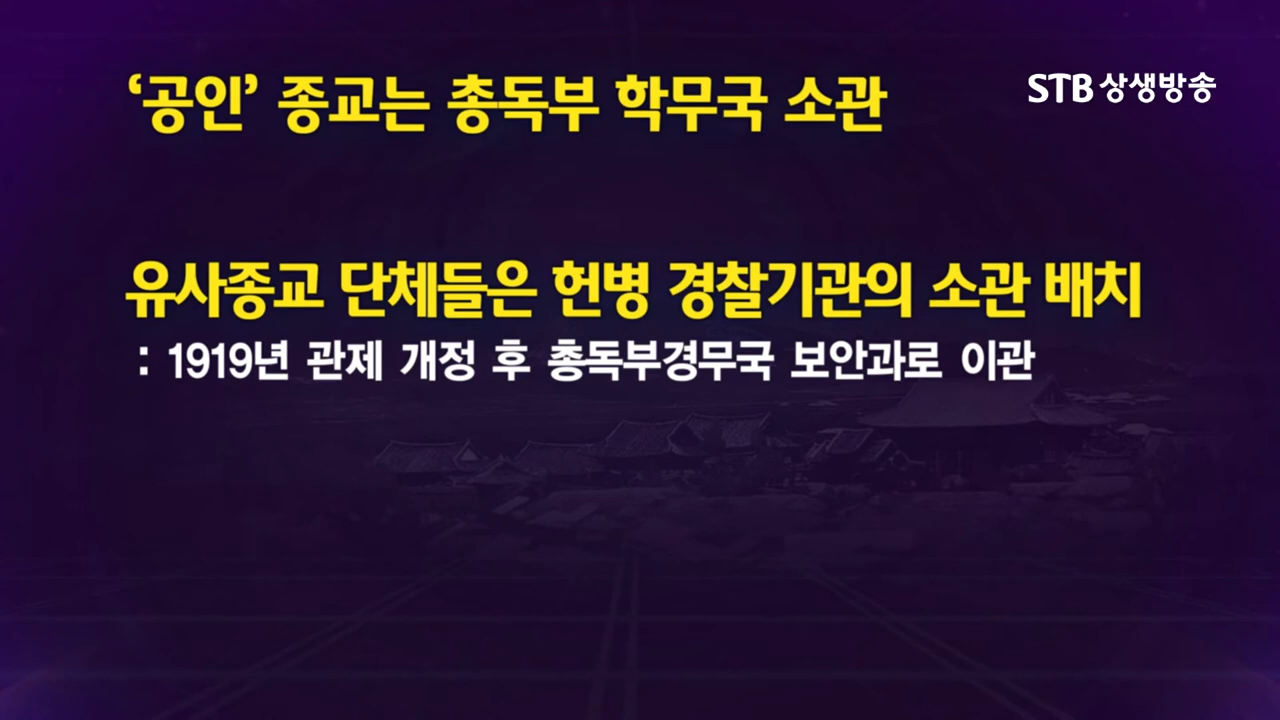 ‘공인’ 종교는 총독부 학무국 소관
STB 상생방송
유사종교 단체들은 헌병 경찰기관의 소관 배치
: 1919년 관제 개정 후 총독부경무국 보안과로 이관